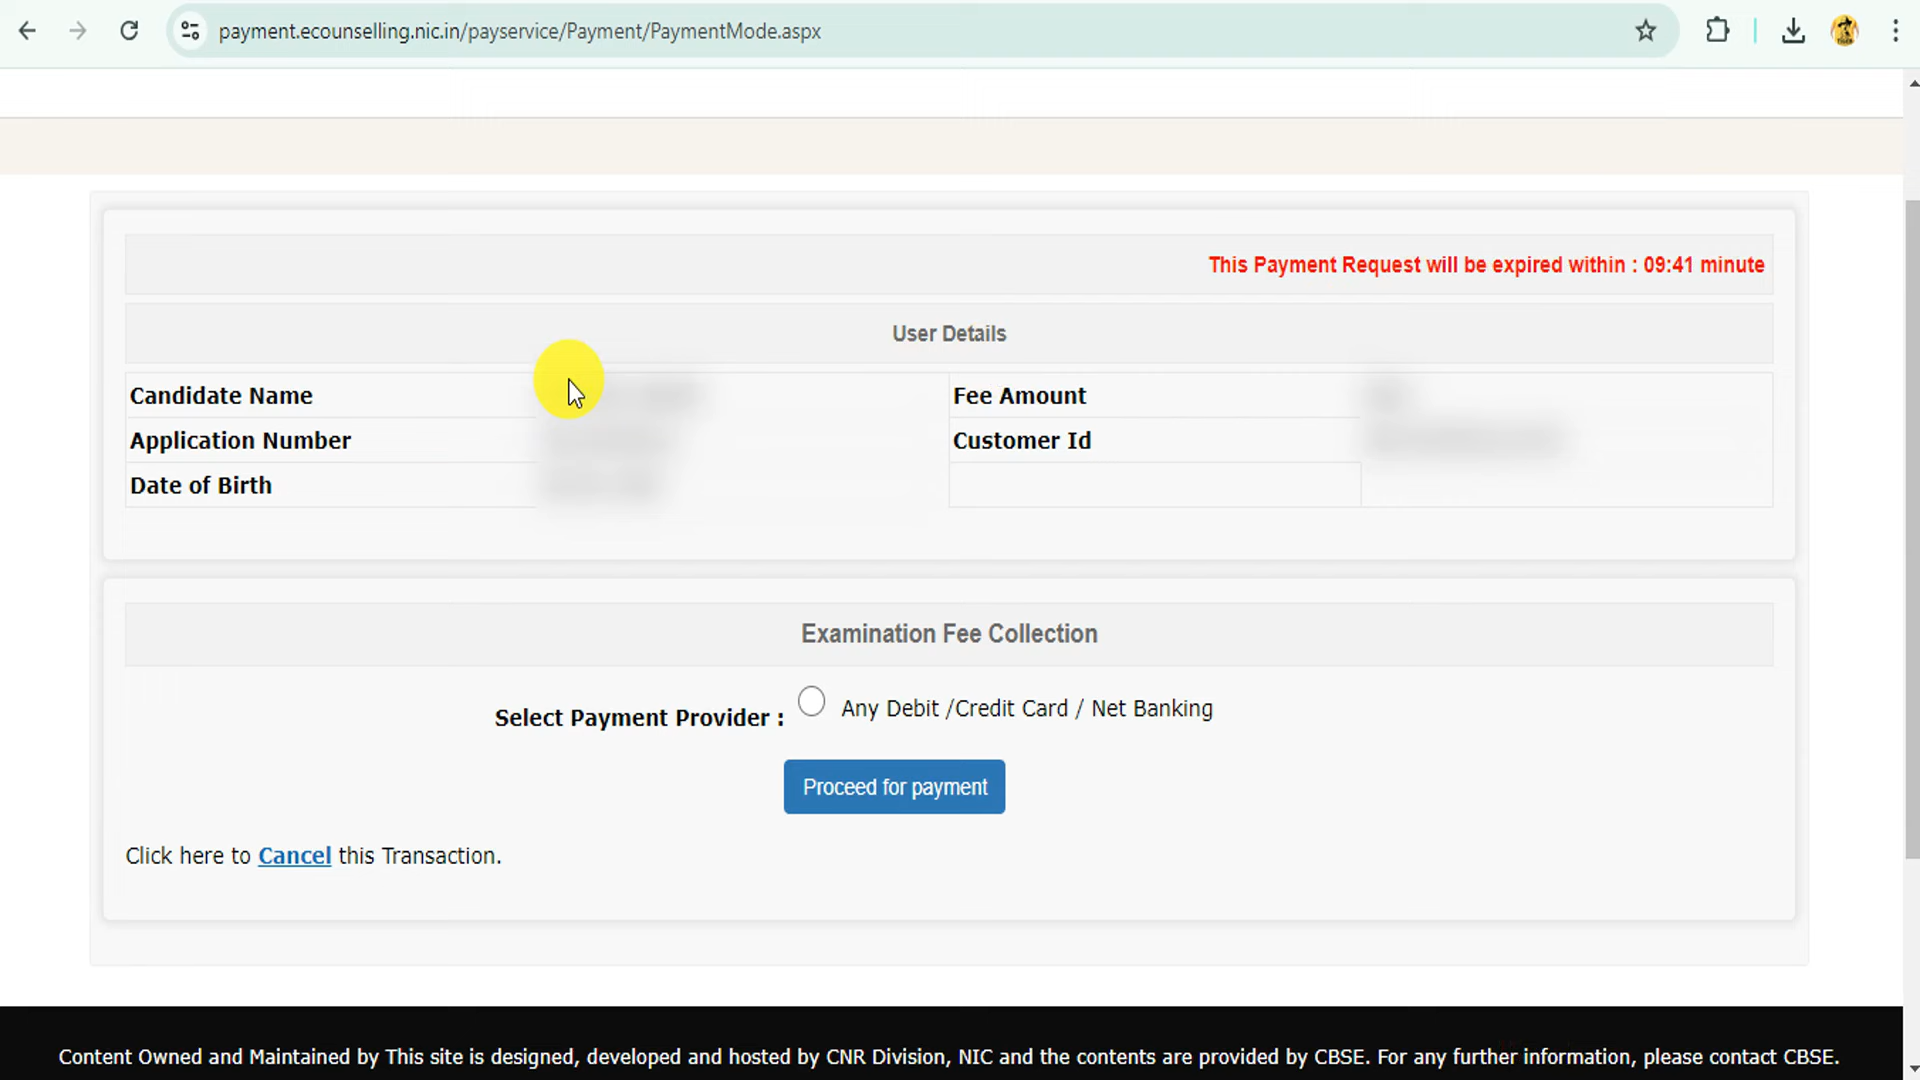 payment.ecounselling.nic.in/payservice/Payment/PaymentMode.aspx
This Payment Request will be expired within : 09:41 minute
User Details
Candidate Name
Fee Amount
Application Number
Customer Id
Date of Birth
Examination Fee Collection
Select Payment Provider :
Any Debit /Credit Card / Net Banking
Proceed for payment
Click here to Cancel this Transaction.
Content Owned and Maintained by This site is designed, developed and hosted by CNR Division, NIC and the contents are provided by CBSE. For any further information, please contact CBSE.